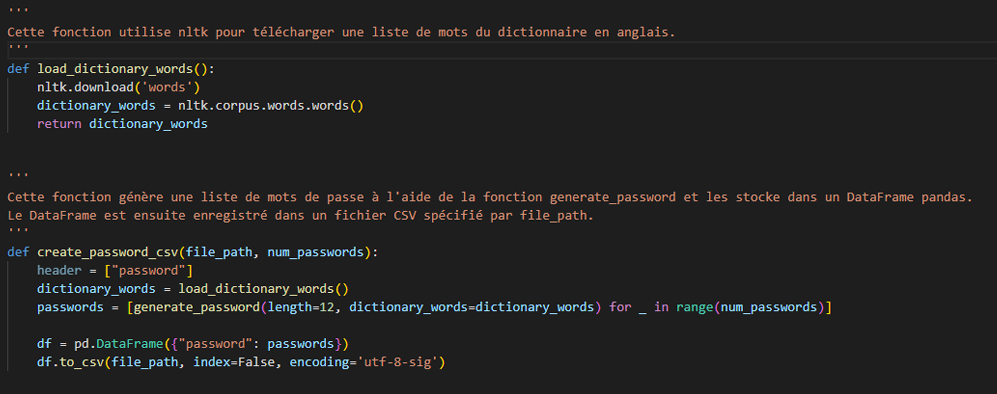 '''
Cette fonction utilise nltk pour télécharger une liste de mots du dictionnaire en anglais.
'''
def load_dictionary_words():
    nltk.download('words')
    dictionary_words = nltk.corpus.words.words()
    return dictionary_words
'''
Cette fonction génère une liste de mots de passe à l'aide de la fonction generate_password et les stocke dans un DataFrame pandas.
Le DataFrame est ensuite enregistré dans un fichier CSV spécifié par file_path.
'''
def create_password_csv(file_path, num_passwords):
    header = ["password"]
    dictionary_words = load_dictionary_words()
    passwords = [generate_password(length=12, dictionary_words=dictionary_words) for _ in range(num_passwords)]
    df = pd.DataFrame({"password": passwords})
    df.to_csv(file_path, index=False, encoding='utf-8-sig')